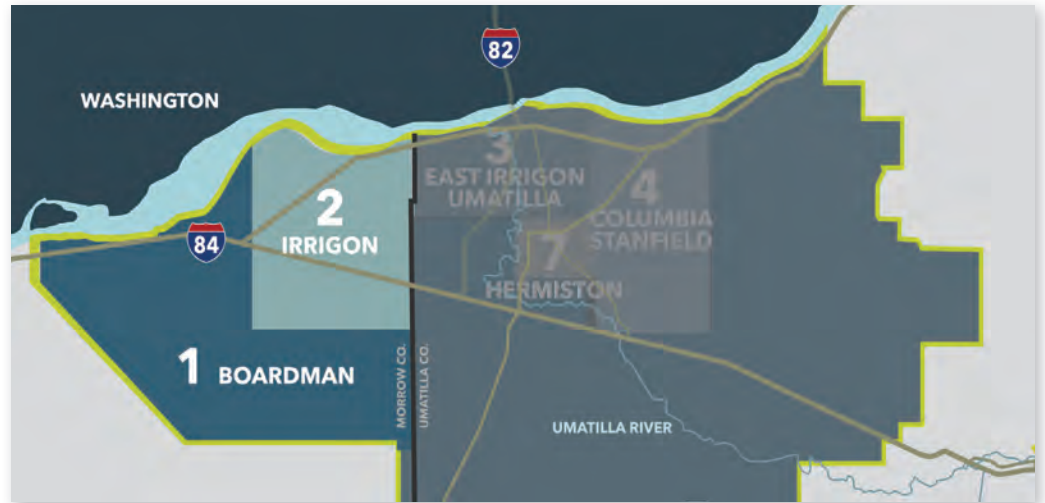 82
WASHINGTON
3
EAST IRRIGON
UMATILLA
4
COLUMBIA
STANFIELD
2
IRRIGON
84
7
HERMISTON
1 BOARDMAN
MORROW CO.
UMATILLA CO.
UMATILLA RIVER